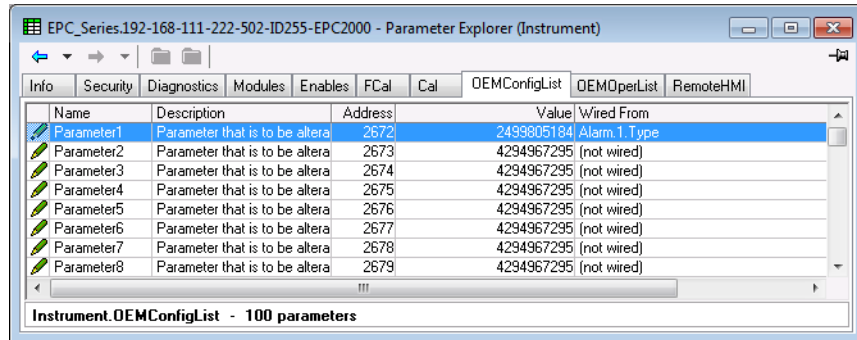 EPC_Series.192-168-111-222-502-ID255-EPC2000 - Parameter Explorer (Instrument)
Info Security Diagnostics Modules Enables FCal Cal OEMConfigList OEMOperList RemoteHMI
Name Description Address Value Wired From
Parameter1 Parameter that is to be altera 2672 2499805184 Alarm.1.Type
Parameter2 Parameter that is to be altera 2673 4294967295 (not wired)
Parameter3 Parameter that is to be altera 2674 4294967295 (not wired)
Parameter4 Parameter that is to be altera 2675 4294967295 (not wired)
Parameter5 Parameter that is to be altera 2676 4294967295 (not wired)
Parameter6 Parameter that is to be altera 2677 4294967295 (not wired)
Parameter7 Parameter that is to be altera 2678 4294967295 (not wired)
Parameter8 Parameter that is to be altera 2679 4294967295 (not wired)
Instrument.OEMConfigList - 100 parameters